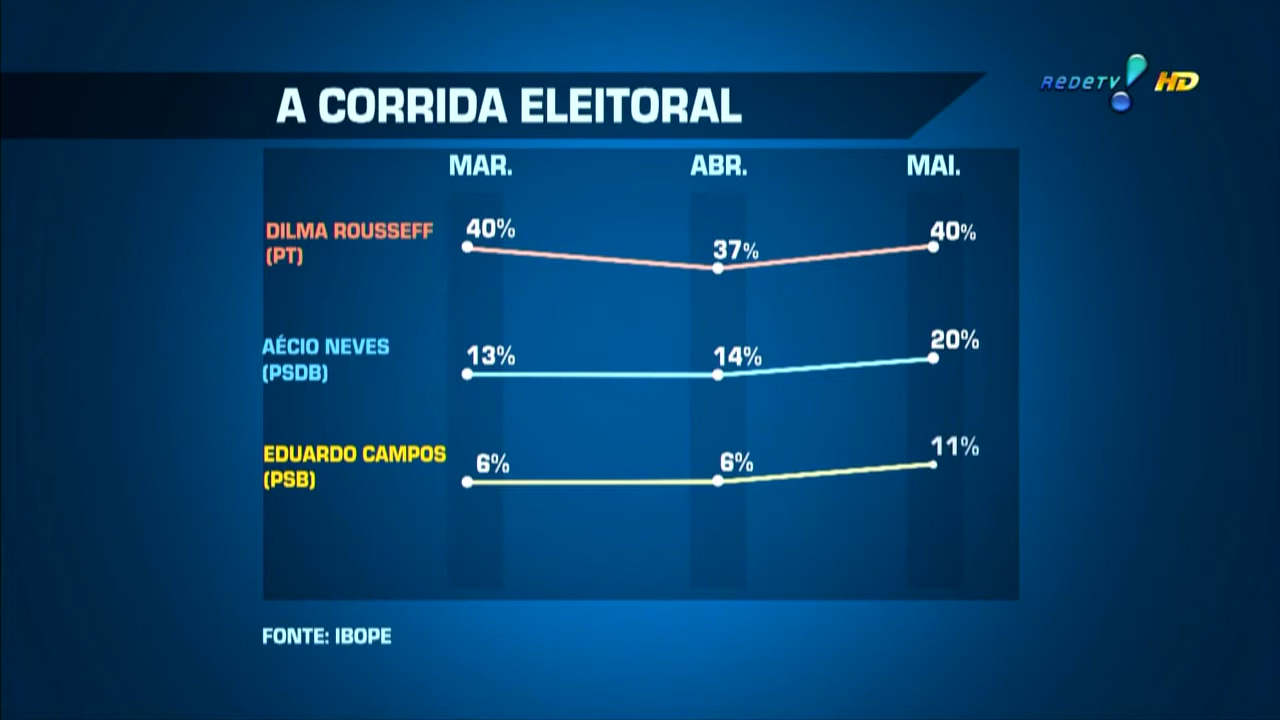 REDETV! HD
A CORRIDA ELEITORAL
MAR. ABR. MAI.
DILMA ROUSSEFF
(PT)
40% 37% 40%
AÉCIO NEVES
(PSDB)
13% 14% 20%
EDUARDO CAMPOS
(PSB)
6% 6% 11%
FONTE: IBOPE